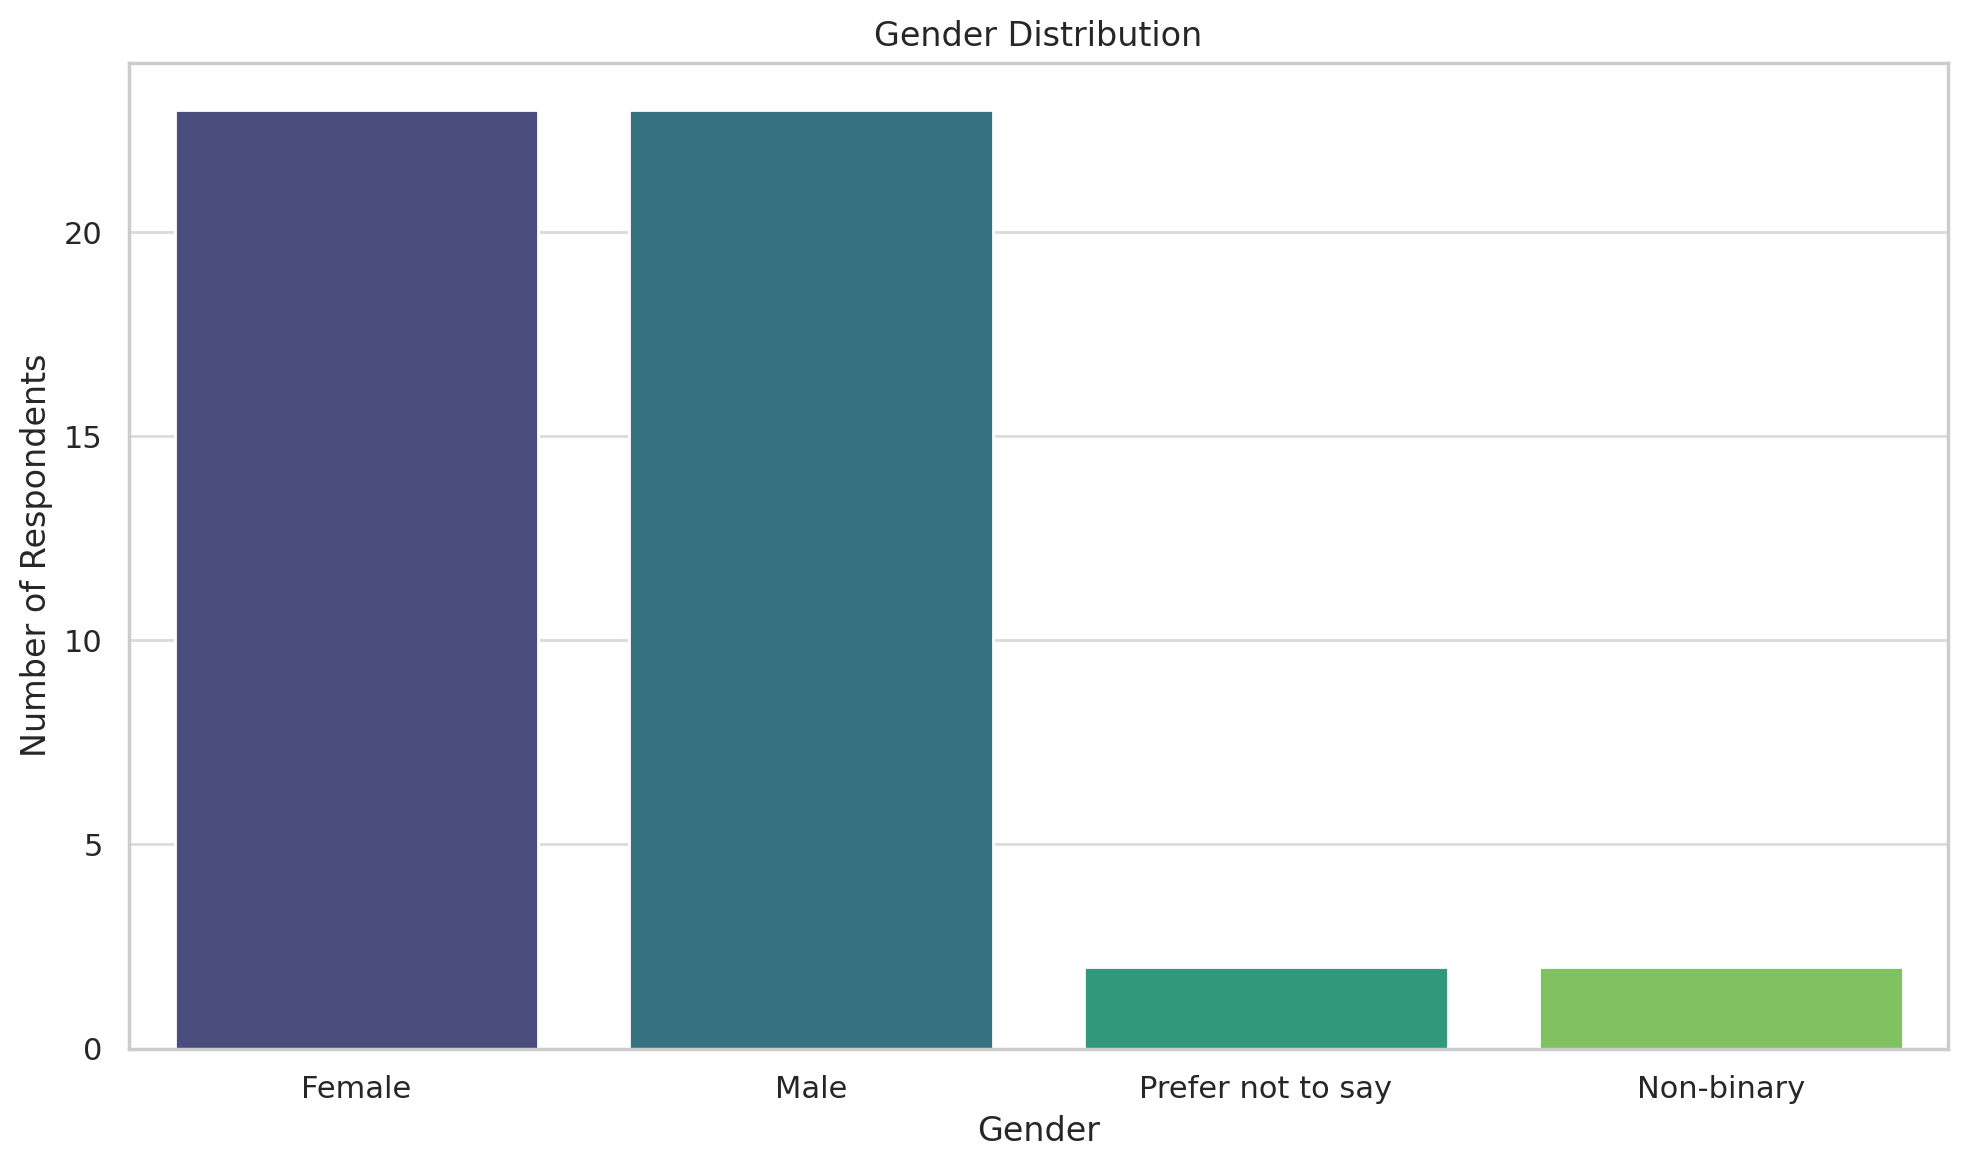 Gender Distribution
Number of Respondents
20
15
10
5
0
Female Male Prefer not to say Non-binary
Gender